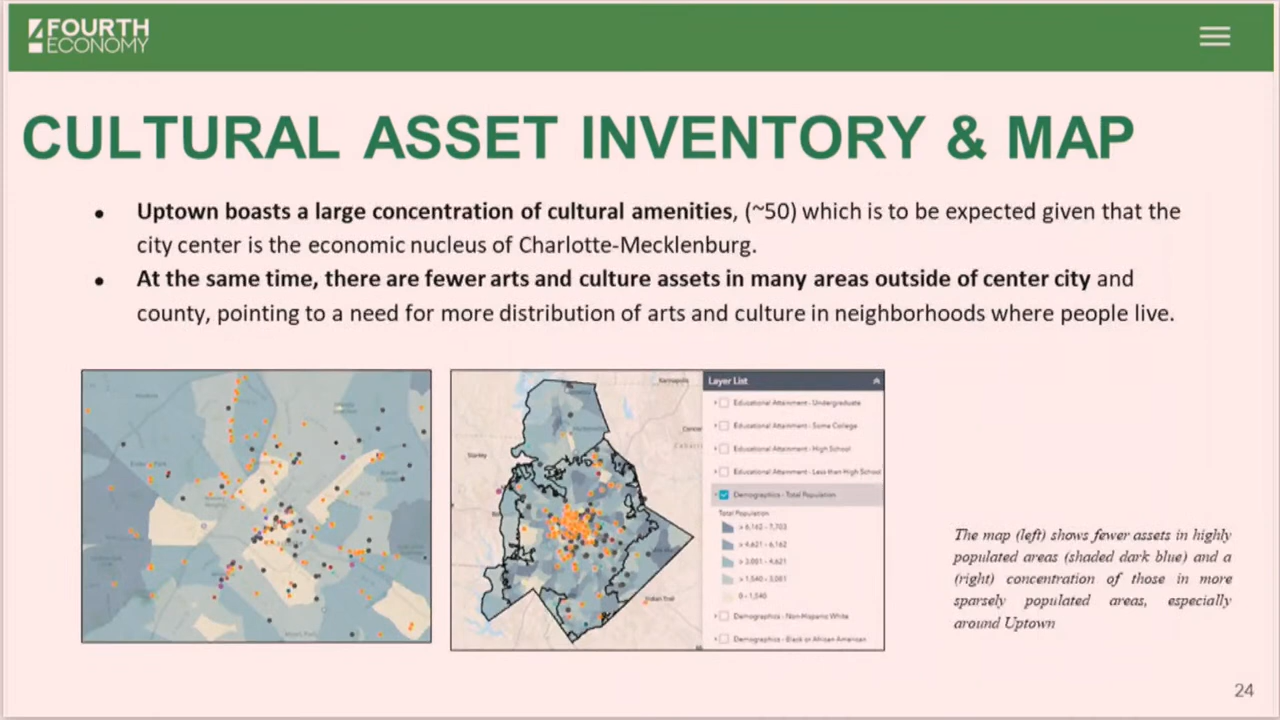 FOURTH
ECONOMY
CULTURAL ASSET INVENTORY & MAP
● Uptown boasts a large concentration of cultural amenities, (~50) which is to be expected given that the
city center is the economic nucleus of Charlotte-Mecklenburg.
● At the same time, there are fewer arts and culture assets in many areas outside of center city and
county, pointing to a need for more distribution of arts and culture in neighborhoods where people live.
Kannapolis
Stanley
Indian Trail
Layer List
Educational Attainment - Undergraduate
Educational Attainment - Some College
Educational Attainment - High School
Educational Attainment - Less than High School
Demographics - Total Population
Total Population
> 6,162 - 7,703
> 4,621 - 6,162
> 3,081 - 4,621
> 1,540 - 3,081
0 - 1,540
Demographics - Non-Hispanic White
Demographics - Black or African American
The map (left) shows fewer assets in highly
populated areas (shaded dark blue) and a
(right) concentration of those in more
sparsely populated areas, especially
around Uptown
24